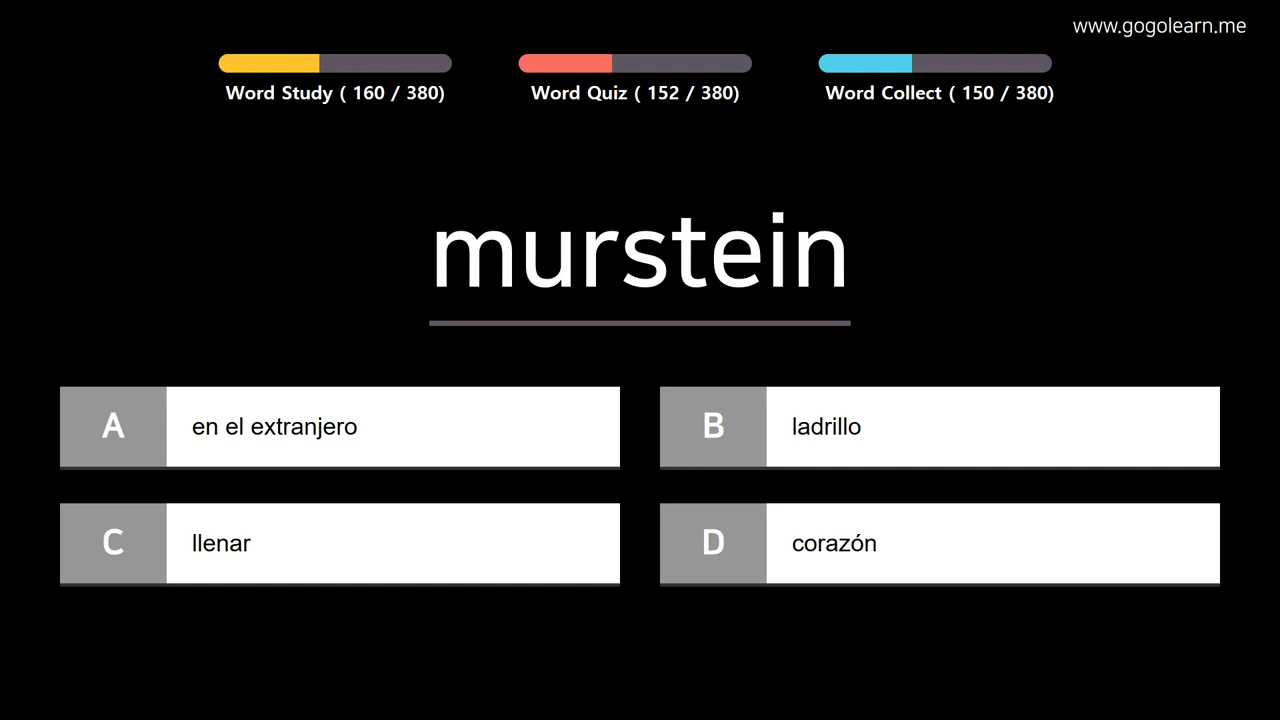 www.gogolearn.me
Word Study ( 160 / 380)
Word Quiz ( 152 / 380)
Word Collect ( 150 / 380)
murstein
A en el extranjero
B ladrillo
C llenar
D corazón